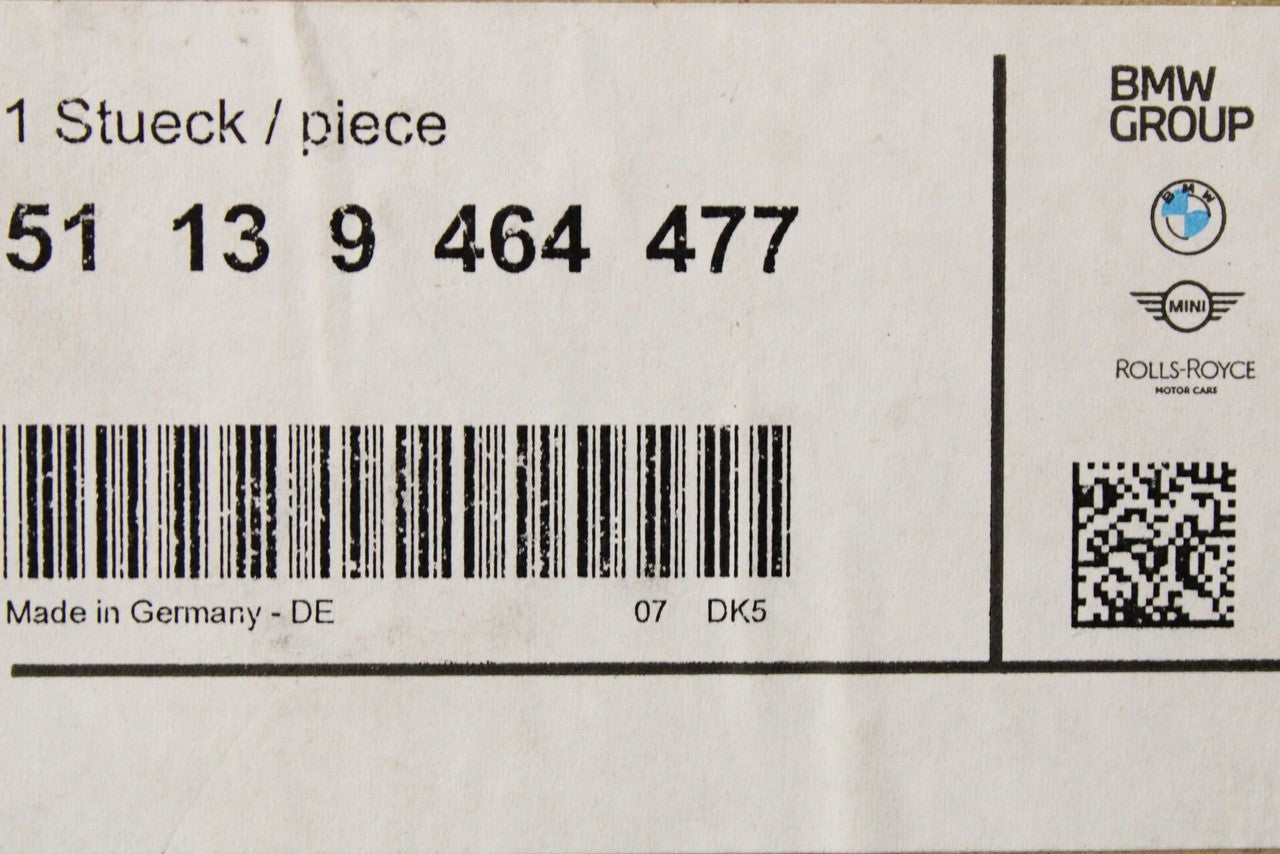 1 Stueck / piece
51 13 9 464 477
Made in Germany - DE
07 DK5
BMW
GROUP
BMW
MINI
ROLLS-ROYCE
MOTOR CARS